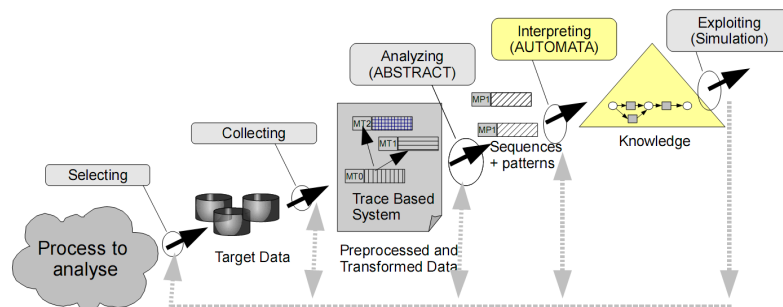 Exploiting
(Simulation)
Interpreting
(AUTOMATA)
Analyzing
(ABSTRACT)
Collecting
Selecting
MP1
MP1
Sequences
+ patterns
Knowledge
MT2
MT1
MT0
Trace Based
System
Process to
analyse
Target Data
Preprocessed and
Transformed Data